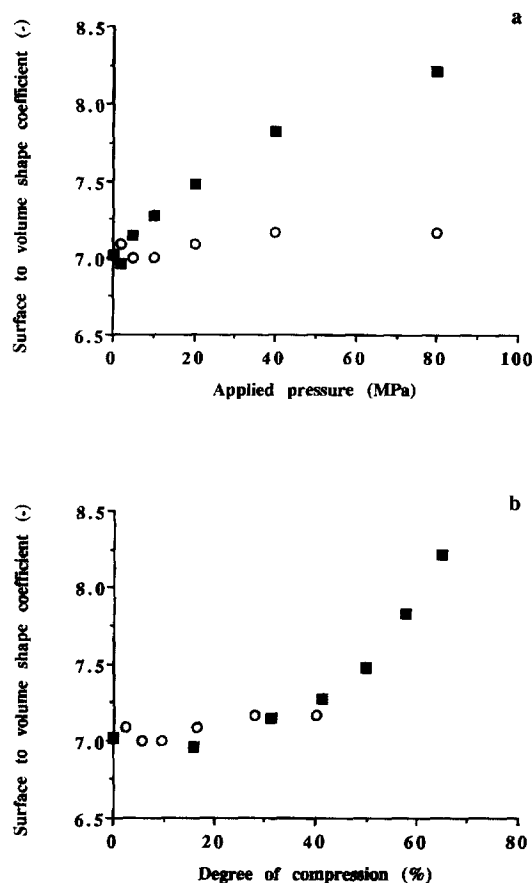 a
Surface to volume shape coefficient (-)
8.5
8.0
7.5
7.0
6.5
0 20 40 60 80 100
Applied pressure (MPa)
b
Surface to volume shape coefficient (-)
8.5
8.0
7.5
7.0
6.5
0 20 40 60 80
Degree of compression (%)